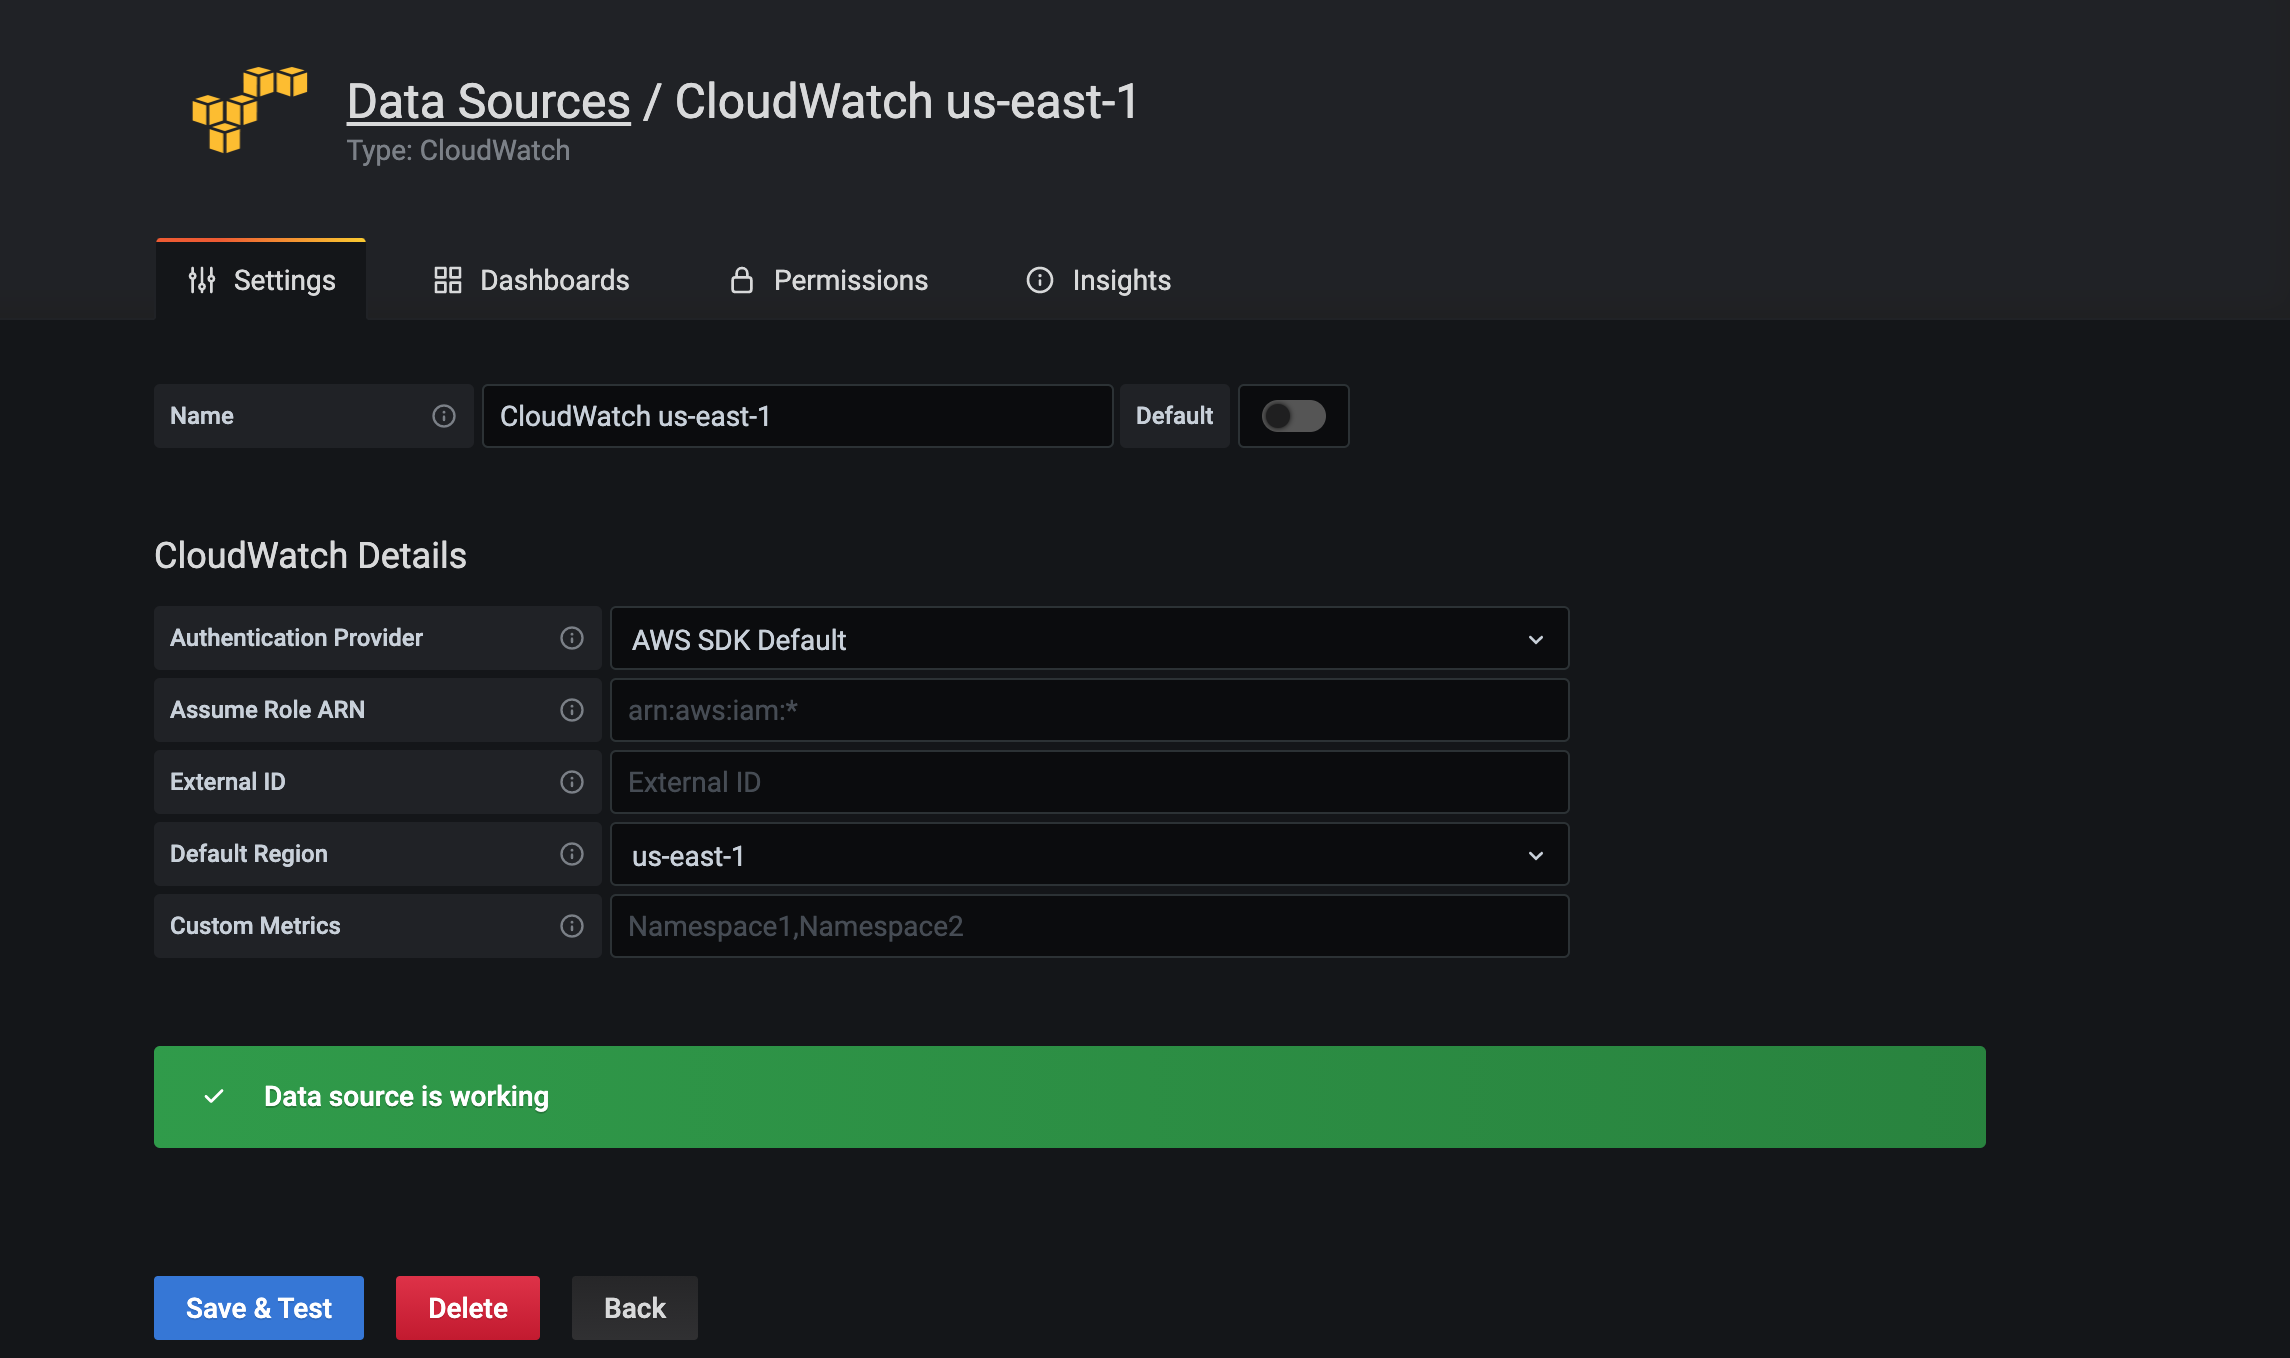 Data Sources / CloudWatch us-east-1
Type: CloudWatch
Settings Dashboards Permissions Insights
Name CloudWatch us-east-1 Default
CloudWatch Details
Authentication Provider AWS SDK Default
Assume Role ARN arn:aws:iam:*
External ID External ID
Default Region us-east-1
Custom Metrics Namespace1,Namespace2
Data source is working
Save & Test Delete Back